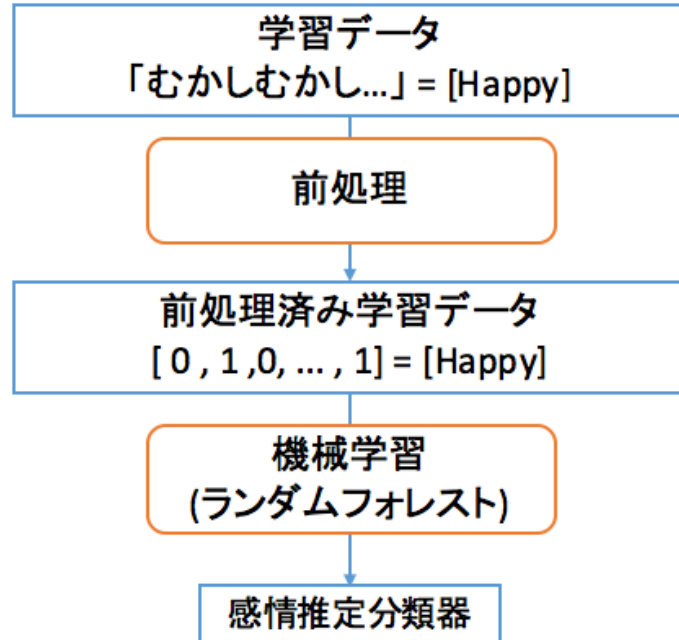 学習データ
「むかしむかし...」 = [Happy]
前処理
前処理済み学習データ
[ 0 , 1 ,0, ... , 1] = [Happy]
機械学習
(ランダムフォレスト)
感情推定分類器